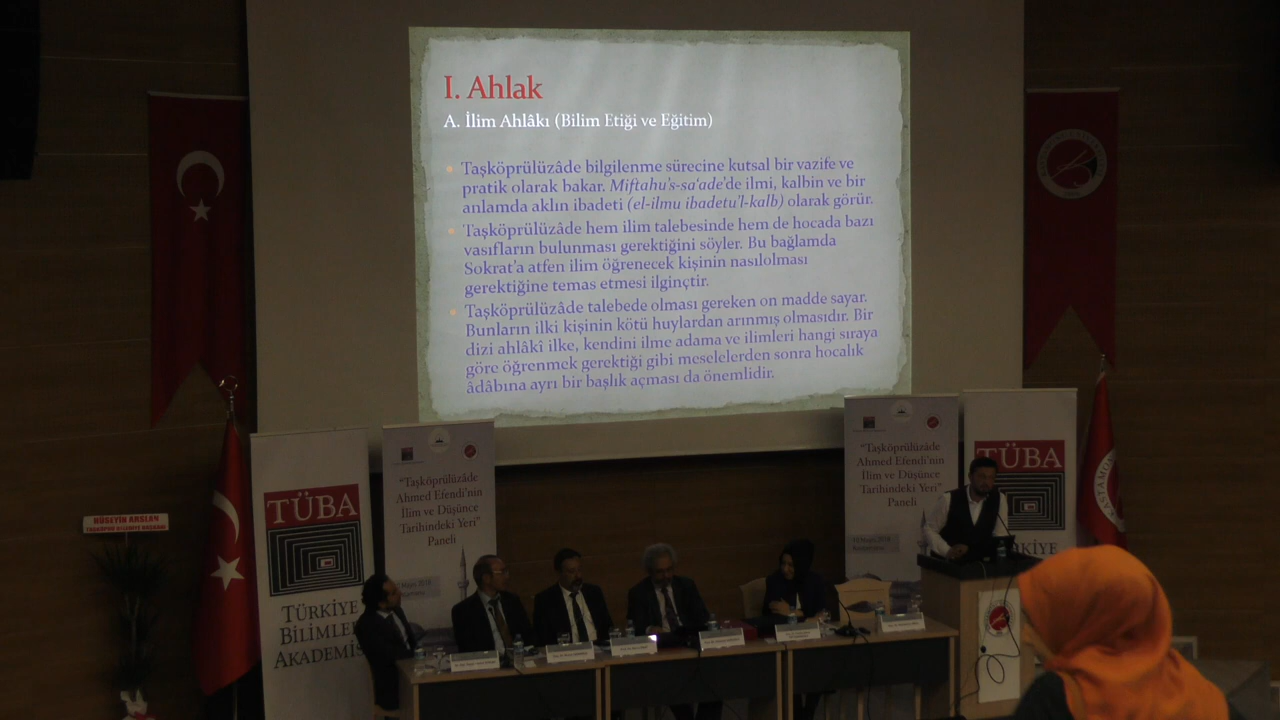 I. Ahlak
A. İlim Ahlâkı (Bilim Etiği ve Eğitim)
Taşköprülüzâde bilgilenme sürecine kutsal bir vazife ve
pratik olarak bakar. Miftahu's-sa‘ade'de ilmi, kalbin ve bir
anlamda aklın ibadeti (el-ilmu ibadetu'l-kalb) olarak görür.
Taşköprülüzâde hem ilim talebesinde hem de hocada bazı
vasıfların bulunması gerektiğini söyler. Bu bağlamda
Sokrat'a atfen ilim öğrenecek kişinin nasılolması
gerektiğine temas etmesi ilginçtir.
Taşköprülüzâde talebede olması gereken on madde sayar.
Bunların ilki kişinin kötü huylardan arınmış olmasıdır. Bir
dizi ahlâkî ilke, kendini ilme adama ve ilimleri hangi sıraya
göre öğrenmek gerektiği gibi meselelerden sonra hocalık
âdâbına ayrı bir başlık açması da önemlidir.
HÜSEYİN ARSLAN
TAŞKÖPRÜ BELEDİYE BAŞKANI
TÜBA
TÜRKİYE
BİLİMLER
AKADEMİS
"Taşköprülüzâde
Ahmed Efendi'nin
İlim ve Düşünce
Tarihindeki Yeri"
Paneli
"Taşköprülüzâde
Ahmed Efendi'nin
İlim ve Düşünce
Tarihindeki Yeri"
Paneli
TÜBA